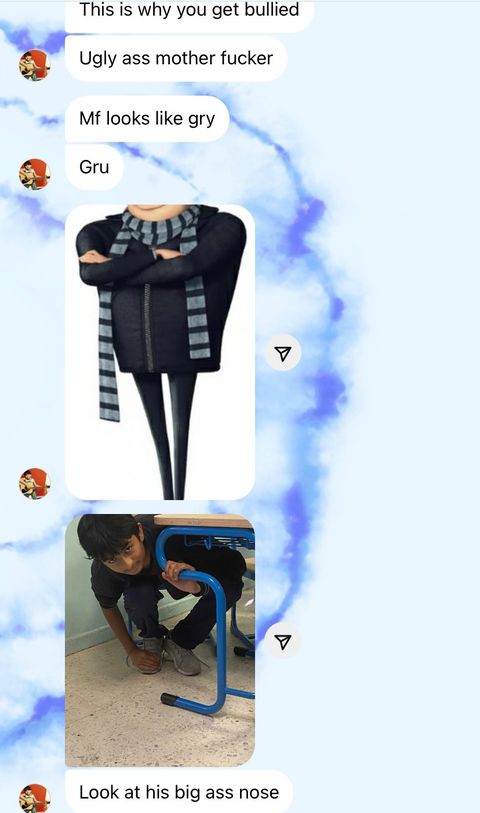 This is why you get bullied
Ugly ass mother fucker
Mf looks like gry
Gru
Look at his big ass nose